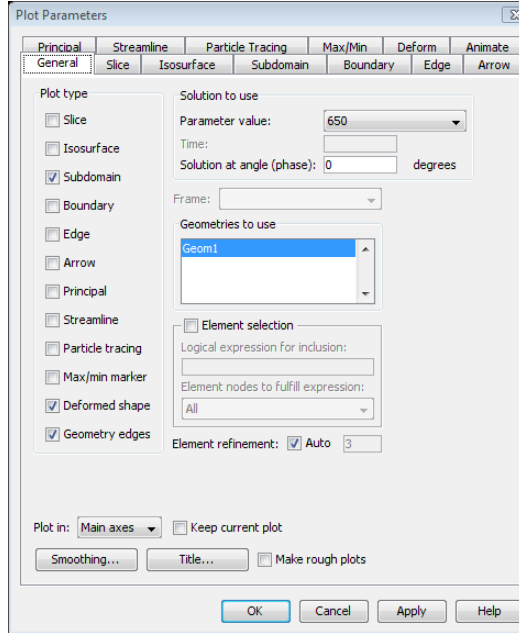 Plot Parameters
Principal Streamline Particle Tracing Max/Min Deform Animate
General Slice Isosurface Subdomain Boundary Edge Arrow
Plot type
Slice
Isosurface
Subdomain
Boundary
Edge
Arrow
Principal
Streamline
Particle tracing
Max/min marker
Deformed shape
Geometry edges
Solution to use
Parameter value: 650
Time:
Solution at angle (phase): 0 degrees
Frame:
Geometries to use
Geom1
Element selection
Logical expression for inclusion:
Element nodes to fulfill expression:
All
Element refinement: Auto 3
Plot in: Main axes Keep current plot
Smoothing... Title... Make rough plots
OK Cancel Apply Help